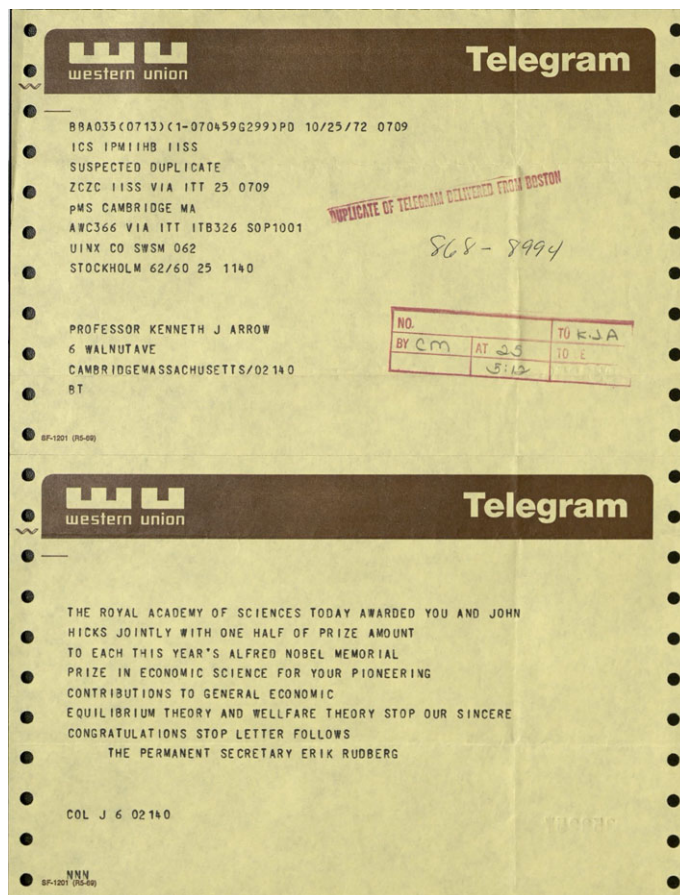 western union
Telegram
BBA035(0713)(1-070459G299)PD 10/25/72 0709
ICS IPMIIHB IISS
SUSPECTED DUPLICATE
ZCZC IISS VIA ITT 25 0709
PMS CAMBRIDGE MA
AWC366 VIA ITT ITB326 SOP1001
UINX CO SWSM 062
STOCKHOLM 62/60 25 1140
DUPLICATE OF TELEGRAM DELIVERED FROM BOSTON
868-8994
PROFESSOR KENNETH J ARROW
6 WALNUTAVE
CAMBRIDGEMASSACHUSETTS/02140
BT
NO. TO KJA
BY CM AT 25 TO BE
5:12
SF-1201 (R5-69)
western union
Telegram
THE ROYAL ACADEMY OF SCIENCES TODAY AWARDED YOU AND JOHN
HICKS JOINTLY WITH ONE HALF OF PRIZE AMOUNT
TO EACH THIS YEAR'S ALFRED NOBEL MEMORIAL
PRIZE IN ECONOMIC SCIENCE FOR YOUR PIONEERING
CONTRIBUTIONS TO GENERAL ECONOMIC
EQUILIBRIUM THEORY AND WELLFARE THEORY STOP OUR SINCERE
CONGRATULATIONS STOP LETTER FOLLOWS
THE PERMANENT SECRETARY ERIK RUDBERG
COL J 6 02140
NNN
SF-1201 (R5-69)